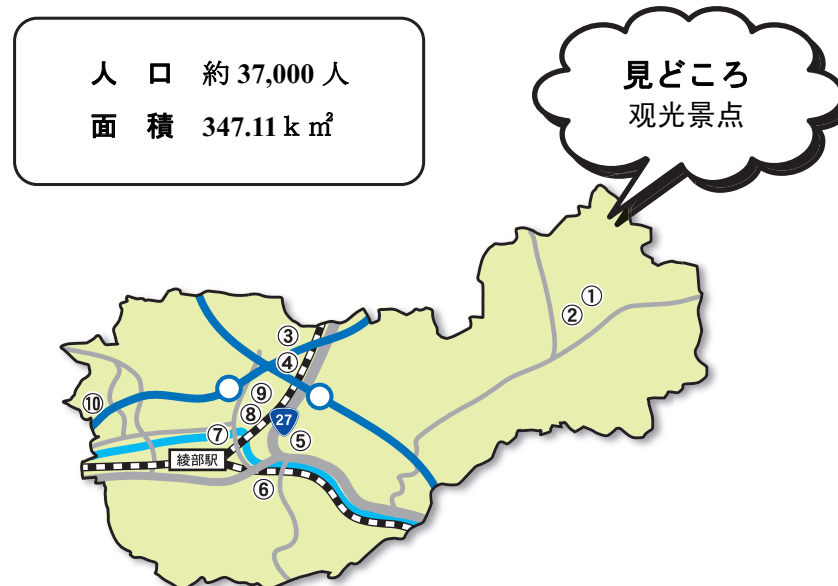 人 口 約 37,000 人
面 積 347.11 k ㎡
見どころ
观光景点
①
②
③
④
⑨
⑩
⑧
27
⑦
⑤
綾部駅
⑥